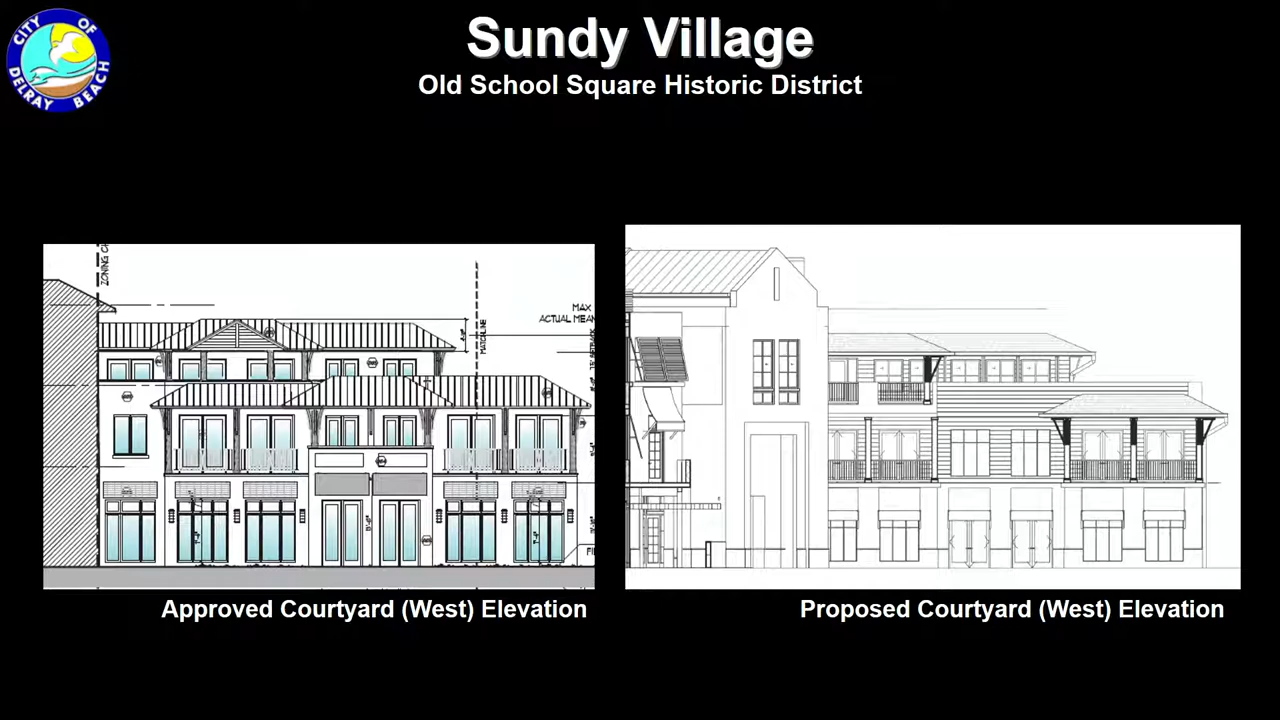 CITY OF
DELRAY BEACH
Sundy Village
Old School Square Historic District
ZONING
MATCHLINE
MAX
ACTUAL MEAN
Approved Courtyard (West) Elevation
Proposed Courtyard (West) Elevation